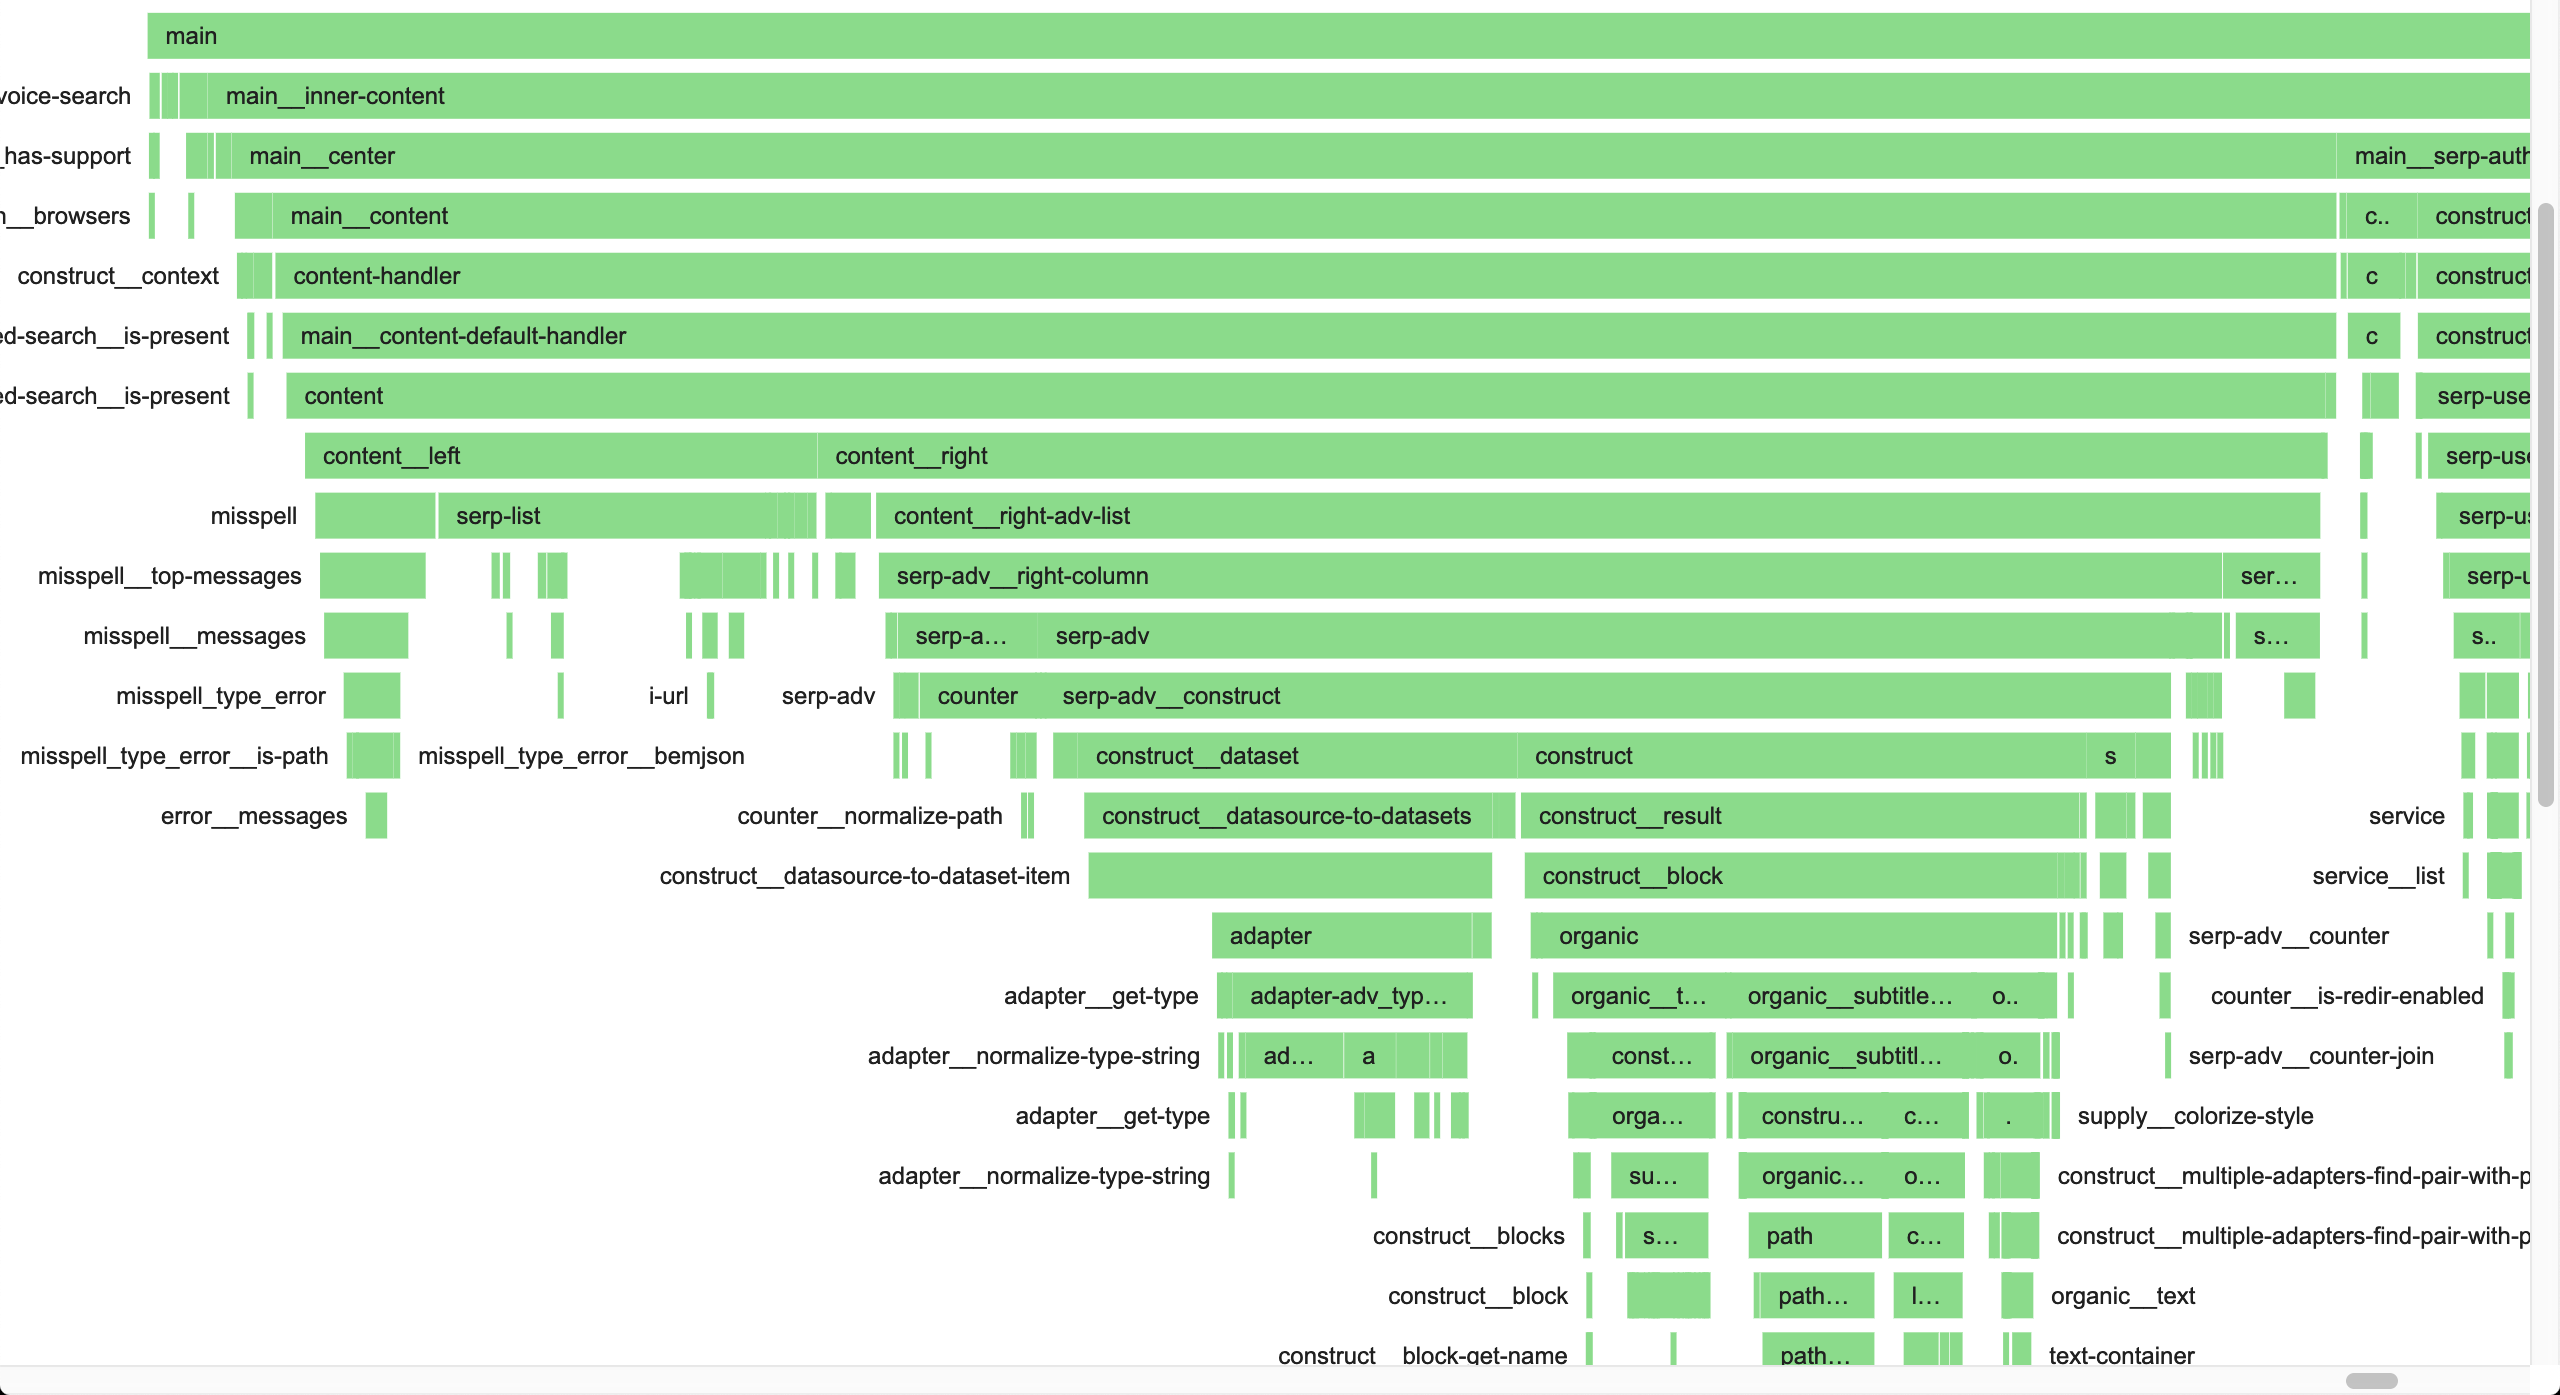 main
voice-search main__inner-content
_has-support main__center main__serp-auth
__browsers main__content c.. construct
construct__context content-handler c construct
ed-search__is-present main__content-default-handler c construct
ed-search__is-present content serp-use
content__left content__right serp-use
misspell serp-list content__right-adv-list serp-us
misspell__top-messages serp-adv__right-column ser… serp-u
misspell__messages serp-a… serp-adv s… s..
misspell_type_error i-url serp-adv counter serp-adv__construct
misspell_type_error__is-path misspell_type_error__bemjson construct__dataset construct s
error__messages counter__normalize-path construct__datasource-to-datasets construct__result service
construct__datasource-to-dataset-item construct__block service__list
adapter organic serp-adv__counter
adapter__get-type adapter-adv_typ… organic__t… organic__subtitle… o.. counter__is-redir-enabled
adapter__normalize-type-string ad… a const… organic__subtitl… o. serp-adv__counter-join
adapter__get-type orga… constru… c… . supply__colorize-style
adapter__normalize-type-string su… organic… o… construct__multiple-adapters-find-pair-with-p
construct__blocks s… path c… construct__multiple-adapters-find-pair-with-p
construct__block path… l… organic__text
construct__block-get-name path… text-container